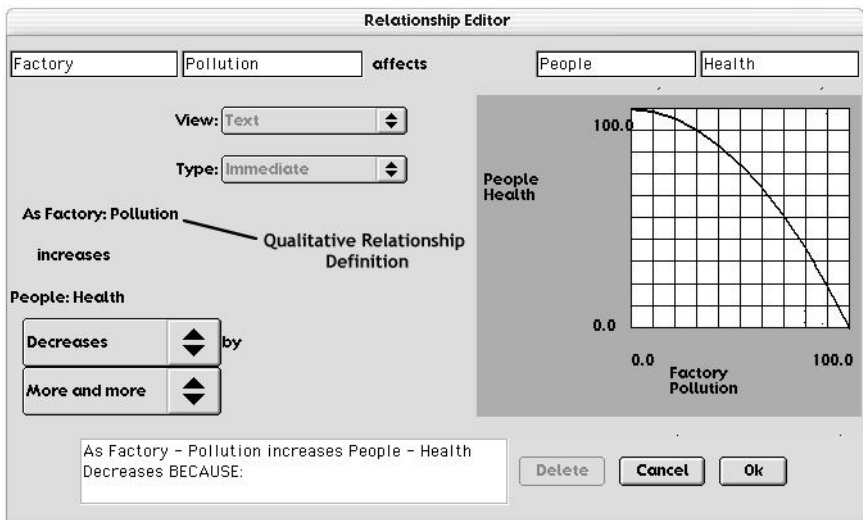 Relationship Editor
Factory Pollution affects People Health
View: Text
Type: Immediate
As Factory: Pollution
increases
Qualitative Relationship
Definition
People: Health
Decreases by
More and more
100.0
People
Health
0.0
0.0 100.0
Factory
Pollution
As Factory - Pollution increases People - Health
Decreases BECAUSE:
Delete Cancel Ok